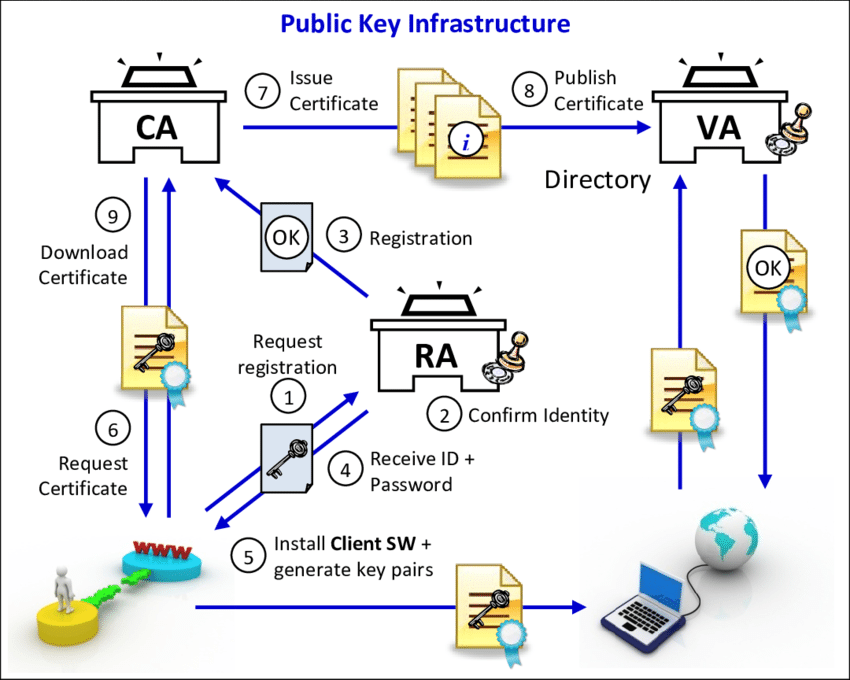 Public Key Infrastructure
CA
7
Issue
Certificate
i
8
Publish
Certificate
VA
Directory
9
Download
Certificate
OK
3
Registration
OK
Request
registration
1
RA
2
Confirm Identity
6
Request
Certificate
4
Receive ID +
Password
WWW
5
Install Client SW +
generate key pairs